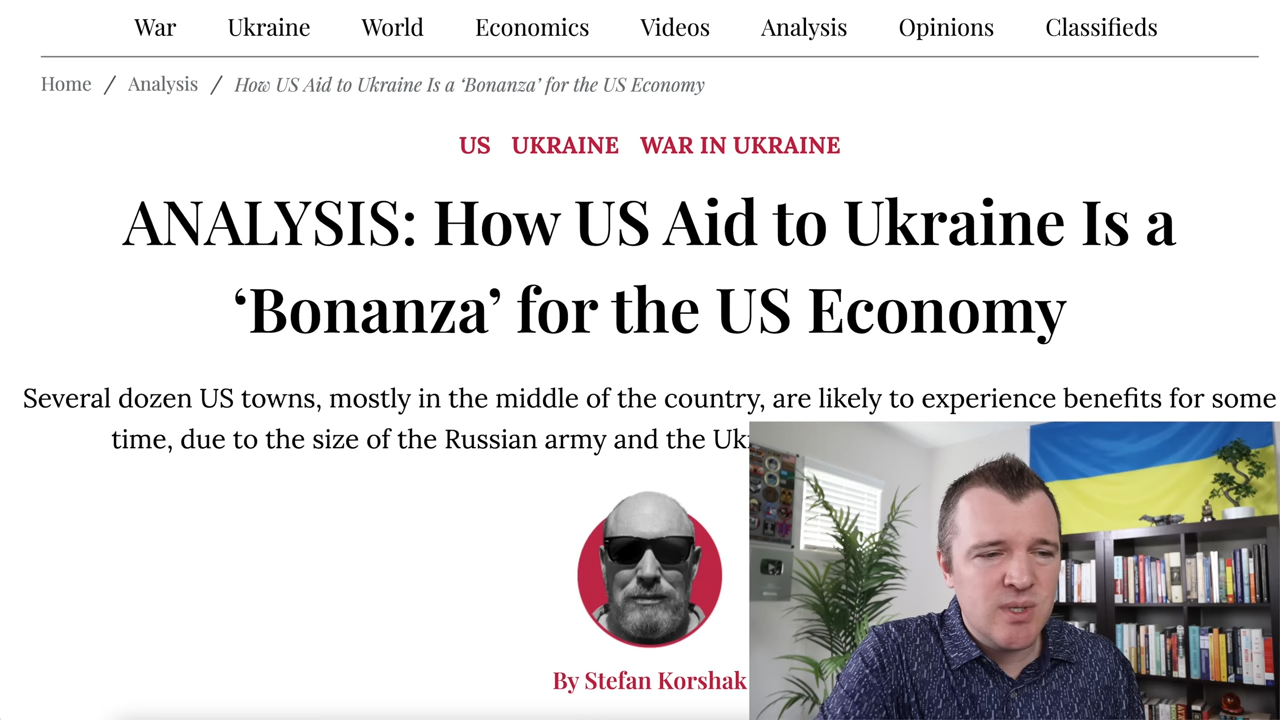 War Ukraine World Economics Videos Analysis Opinions Classifieds
Home / Analysis / How US Aid to Ukraine Is a ‘Bonanza’ for the US Economy
US UKRAINE WAR IN UKRAINE
ANALYSIS: How US Aid to Ukraine Is a
‘Bonanza’ for the US Economy
Several dozen US towns, mostly in the middle of the country, are likely to experience benefits for some
time, due to the size of the Russian army and the
By Stefan Korshak